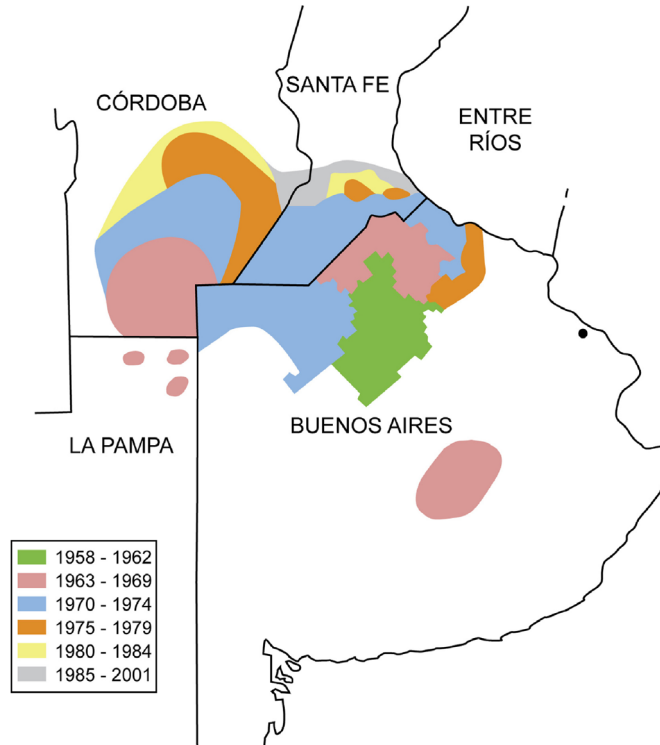 SANTA FE
CÓRDOBA
ENTRE
RÍOS
BUENOS AIRES
LA PAMPA
1958 - 1962
1963 - 1969
1970 - 1974
1975 - 1979
1980 - 1984
1985 - 2001